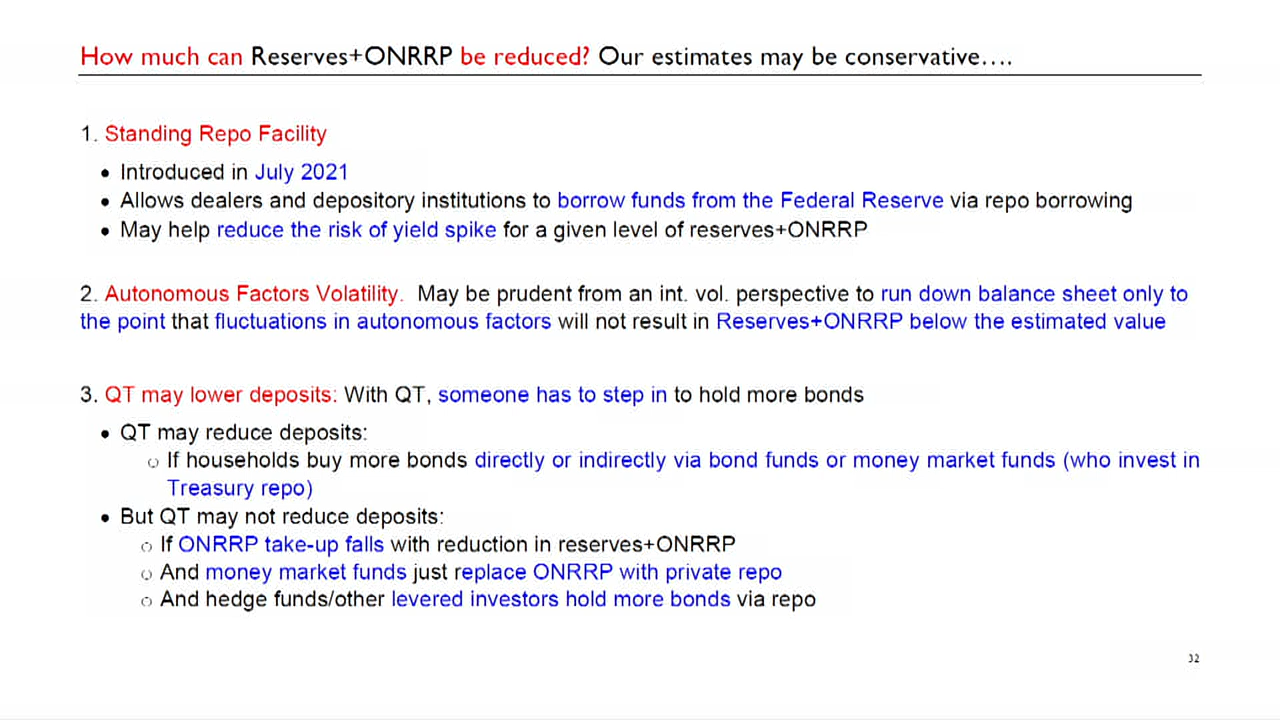 How much can Reserves+ONRRP be reduced? Our estimates may be conservative….
1. Standing Repo Facility
• Introduced in July 2021
• Allows dealers and depository institutions to borrow funds from the Federal Reserve via repo borrowing
• May help reduce the risk of yield spike for a given level of reserves+ONRRP
2. Autonomous Factors Volatility. May be prudent from an int. vol. perspective to run down balance sheet only to
the point that fluctuations in autonomous factors will not result in Reserves+ONRRP below the estimated value
3. QT may lower deposits: With QT, someone has to step in to hold more bonds
• QT may reduce deposits:
o If households buy more bonds directly or indirectly via bond funds or money market funds (who invest in
Treasury repo)
• But QT may not reduce deposits:
o If ONRRP take-up falls with reduction in reserves+ONRRP
o And money market funds just replace ONRRP with private repo
o And hedge funds/other levered investors hold more bonds via repo
32